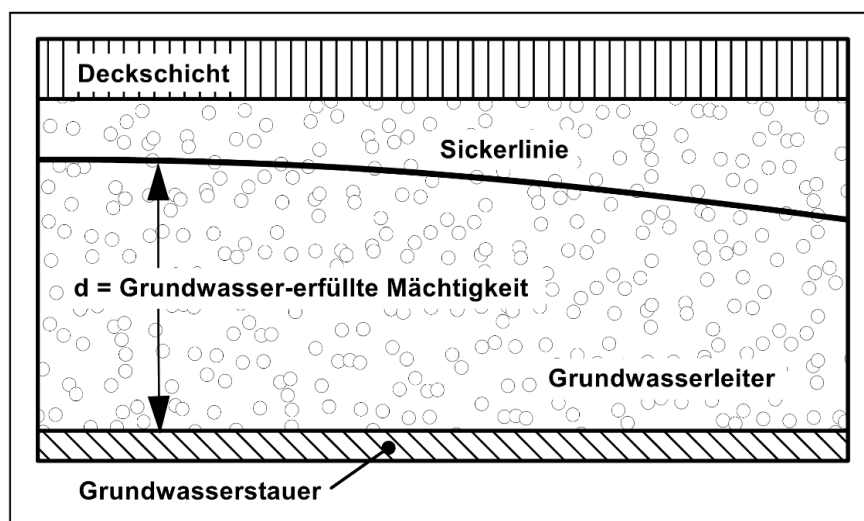 Deckschicht
Sickerlinie
d = Grundwasser-erfüllte Mächtigkeit
Grundwasserleiter
Grundwasserstauer